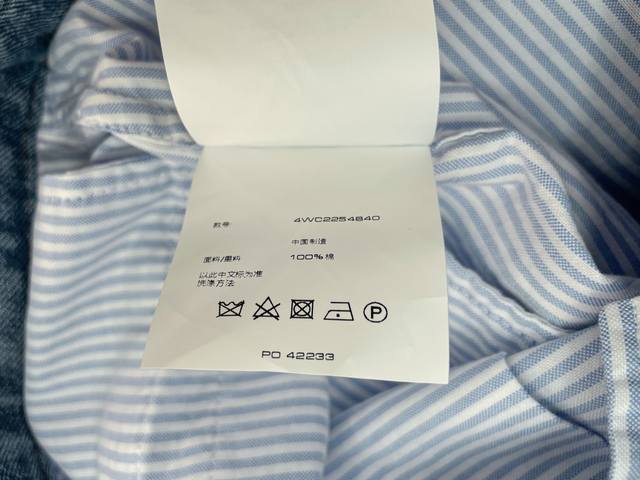 款号: 4WC2254840
中国制造
面料/里料 100%棉
以此中文标为准
洗涤方法
P
PO 42233